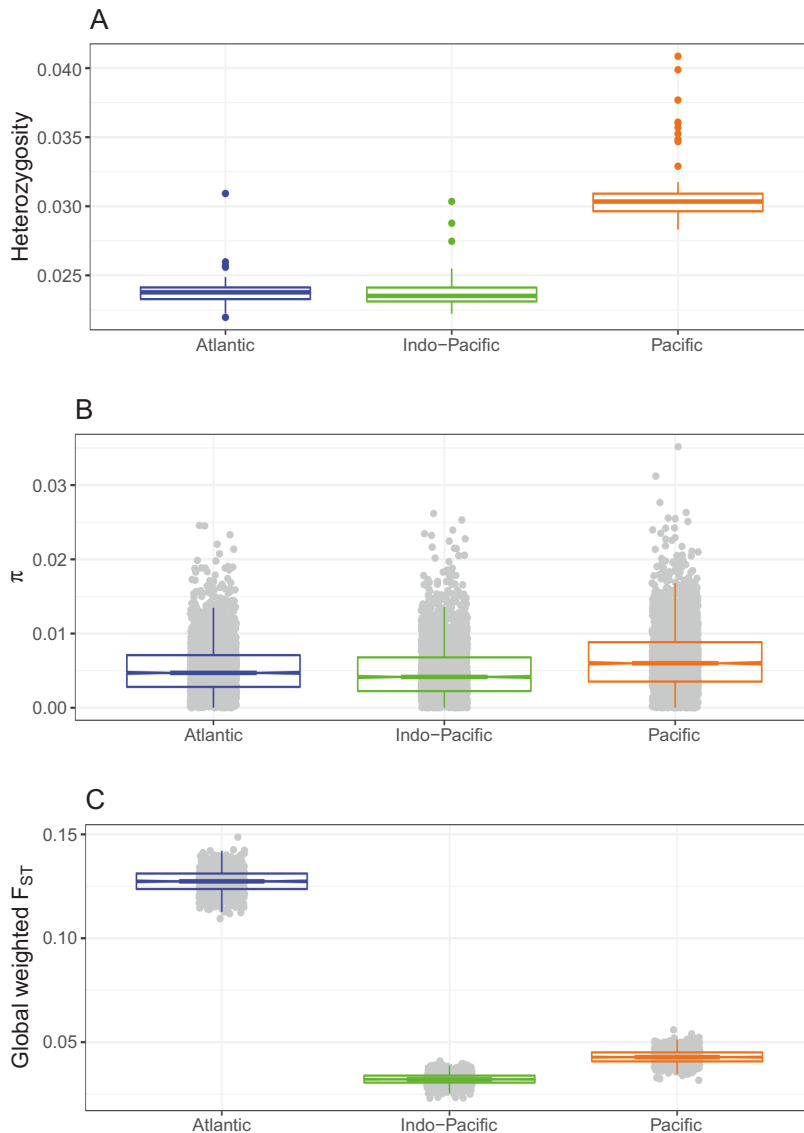 A
Heterozygosity
0.040
0.035
0.030
0.025
Atlantic Indo−Pacific Pacific
B
π
0.03
0.02
0.01
0.00
Atlantic Indo−Pacific Pacific
C
Global weighted FST
0.15
0.10
0.05
Atlantic Indo−Pacific Pacific